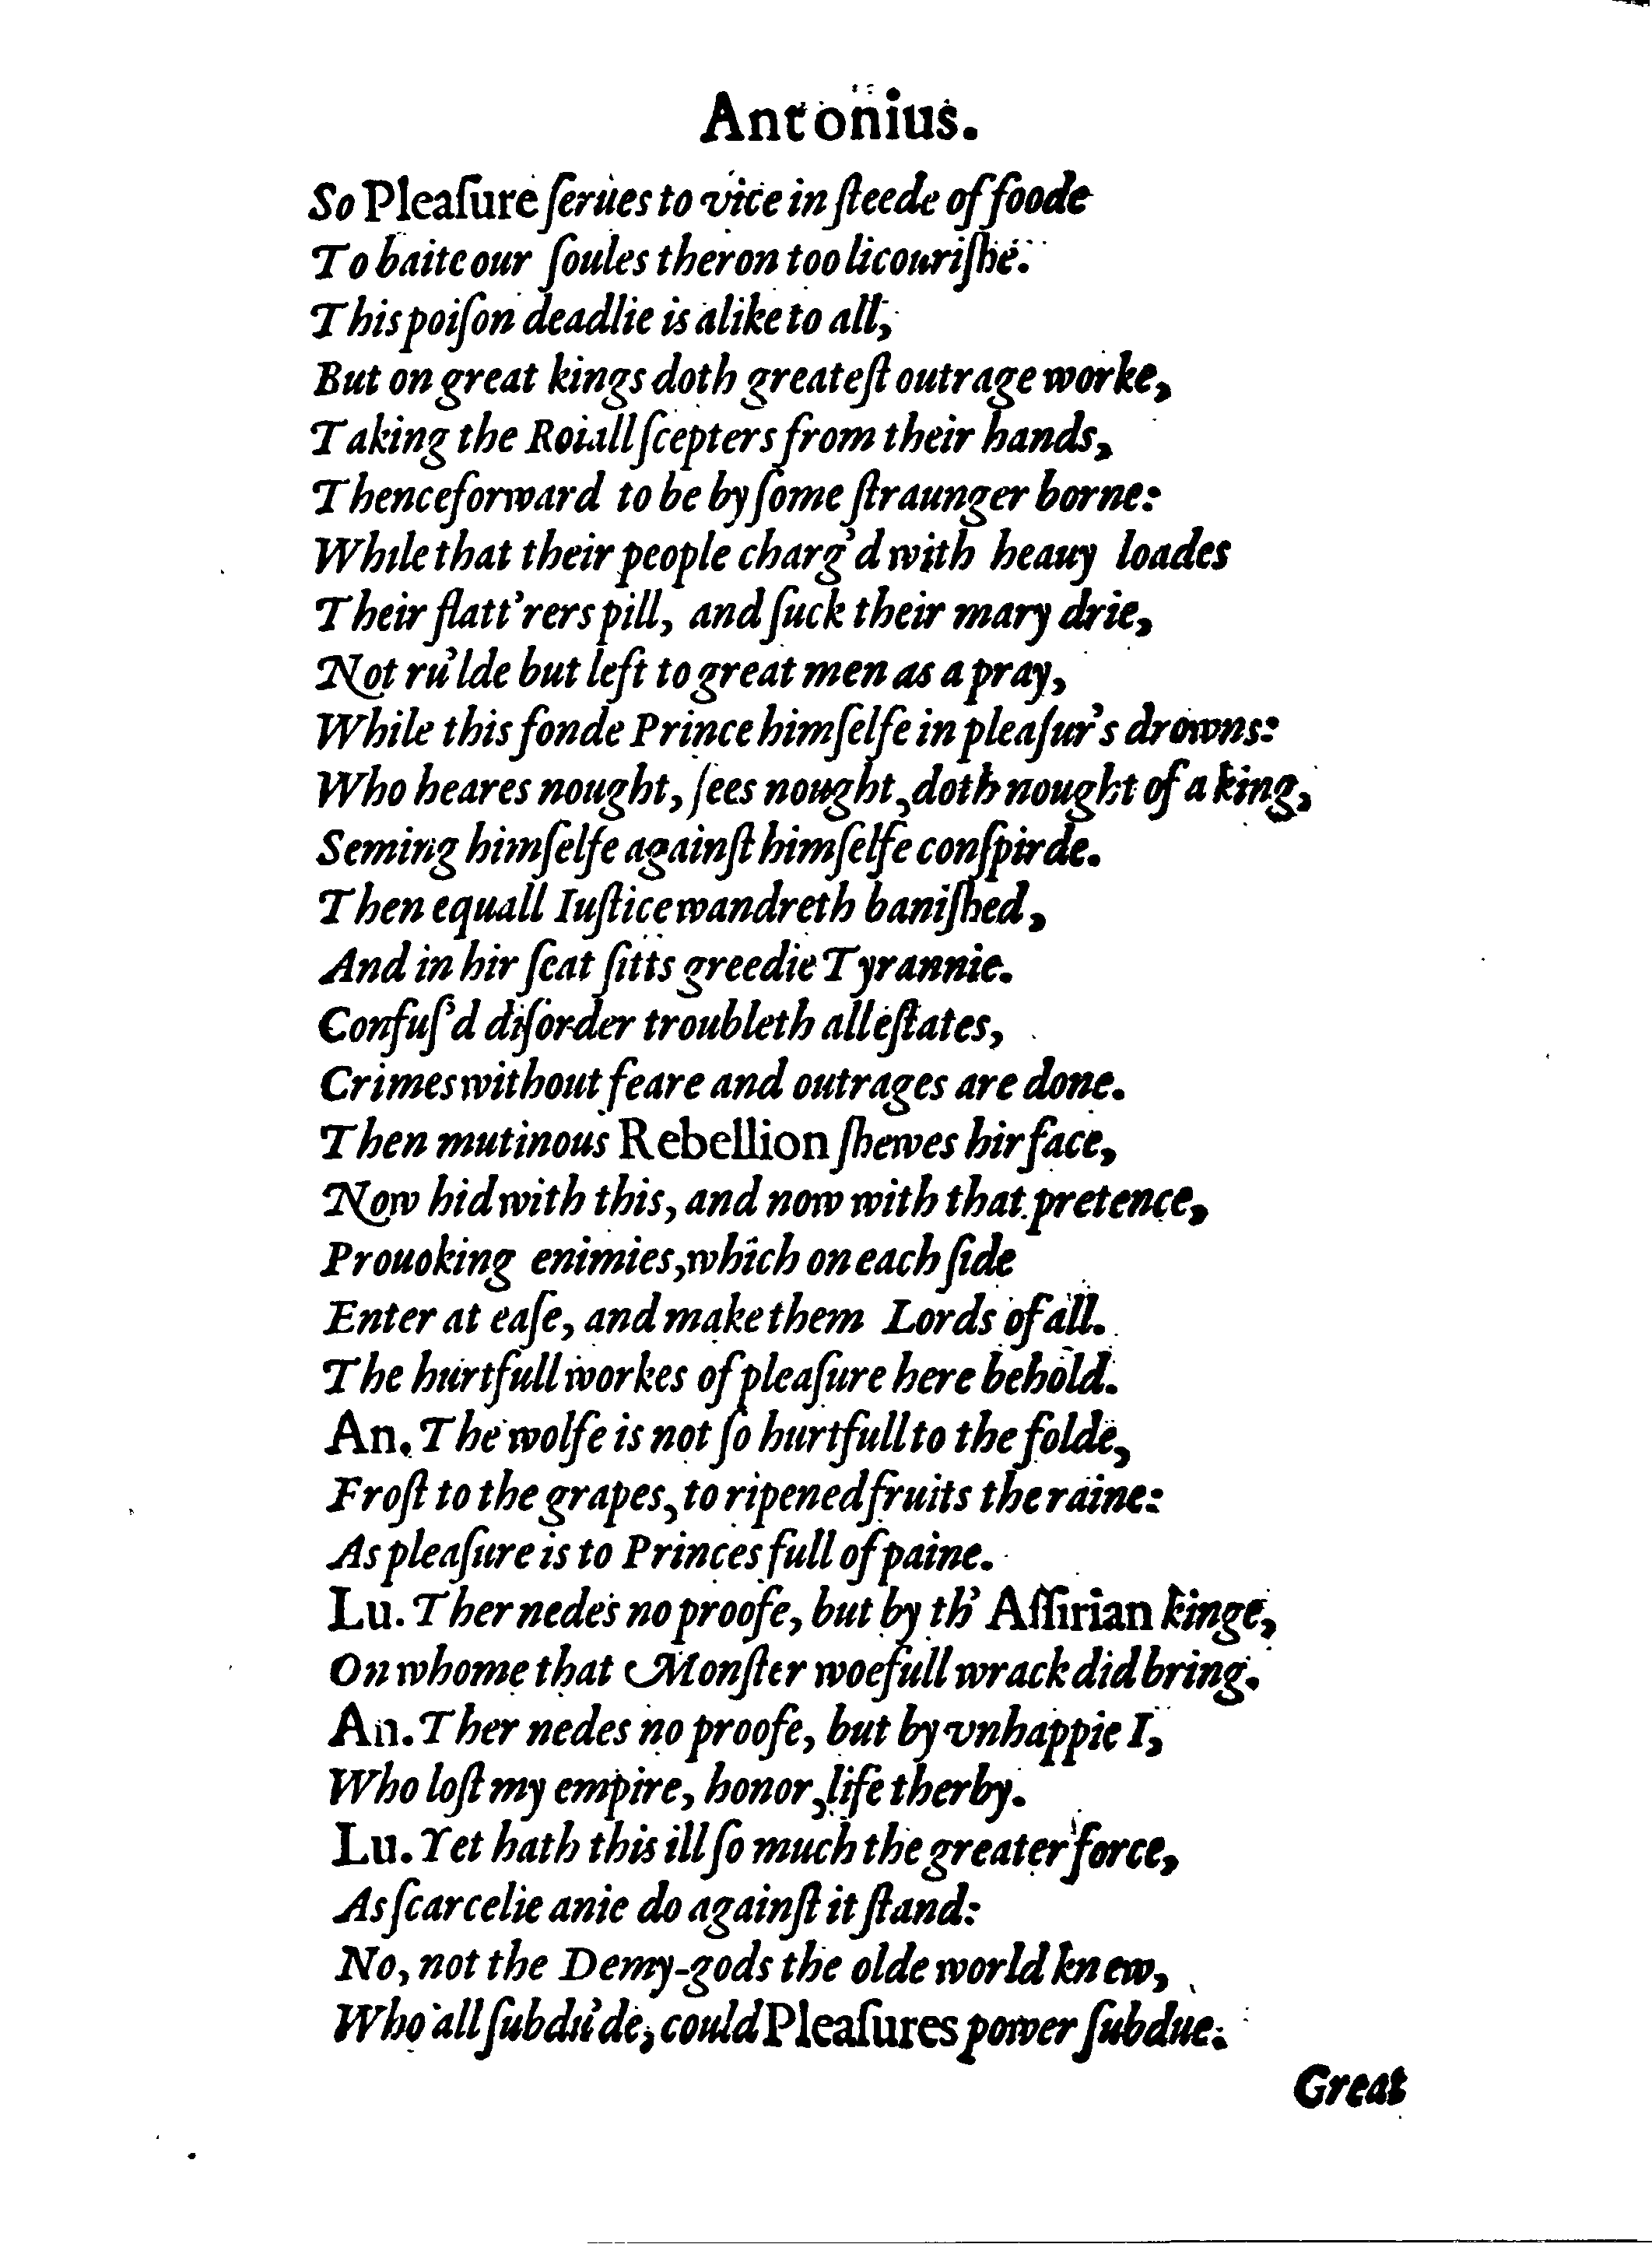 Antonius.
So Pleaſure ſerues to vice in ſteede of foode
To baite our ſoules theron too licouriſhe.
This poiſon deadlie is alike to all,
But on great kings doth greateſt outrage worke,
Taking the Roiall ſcepters from their hands,
Thenceforward to be by ſome ſtraunger borne:
While that their people charg'd with heauy loades
Their flatt'rers pill, and ſuck their mary drie,
Not ru'lde but left to great men as a pray,
While this fonde Prince himſelfe in pleaſur's drowns:
Who heares nought, ſees nought, doth nought of a king,
Seming himſelfe againſt himſelfe conſpirde.
Then equall Iuſtice wandreth baniſhed,
And in hir ſeat ſitts greedie Tyrannie.
Confuſ'd diſorder troubleth all eſtates,
Crimes without feare and outrages are done.
Then mutinous Rebellion ſhewes hir face,
Now hid with this, and now with that pretence,
Prouoking enimies, which on each ſide
Enter at eaſe, and make them Lords of all.
The hurtfull workes of pleaſure here behold.
An. The wolfe is not ſo hurtfull to the folde,
Froſt to the grapes, to ripened fruits the raine:
As pleaſure is to Princes full of paine.
Lu. Ther nedes no proofe, but by th' Aſſirian kinge,
On whome that Monſter woefull wrack did bring.
An. Ther nedes no proofe, but by vnhappie I,
Who loſt my empire, honor, life therby.
Lu. Yet hath this ill ſo much the greater force,
As ſcarcelie anie do againſt it ſtand:
No, not the Demy-gods the olde world knew,
Who all ſubdu'de, could Pleaſures power ſubdue.
Great